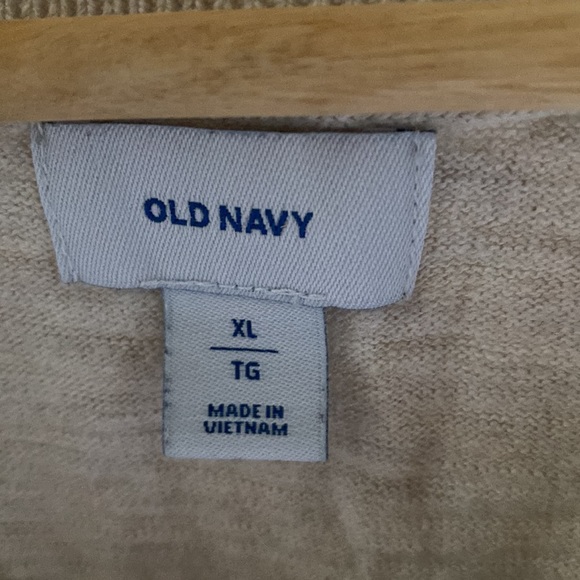 OLD NAVY
XL
TG
MADE IN
VIETNAM